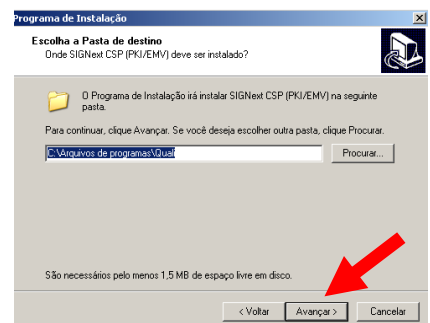 Programa de Instalação
Escolha a Pasta de destino
Onde SIGNext CSP (PKI/EMV) deve ser instalado?
O Programa de Instalação irá instalar SIGNext CSP (PKI/EMV) na seguinte
pasta.
Para continuar, clique Avançar. Se você deseja escolher outra pasta, clique Procurar.
C:\Arquivos de programas\Quali
Procurar...
São necessários pelo menos 1,5 MB de espaço livre em disco.
< Voltar
Avançar >
Cancelar